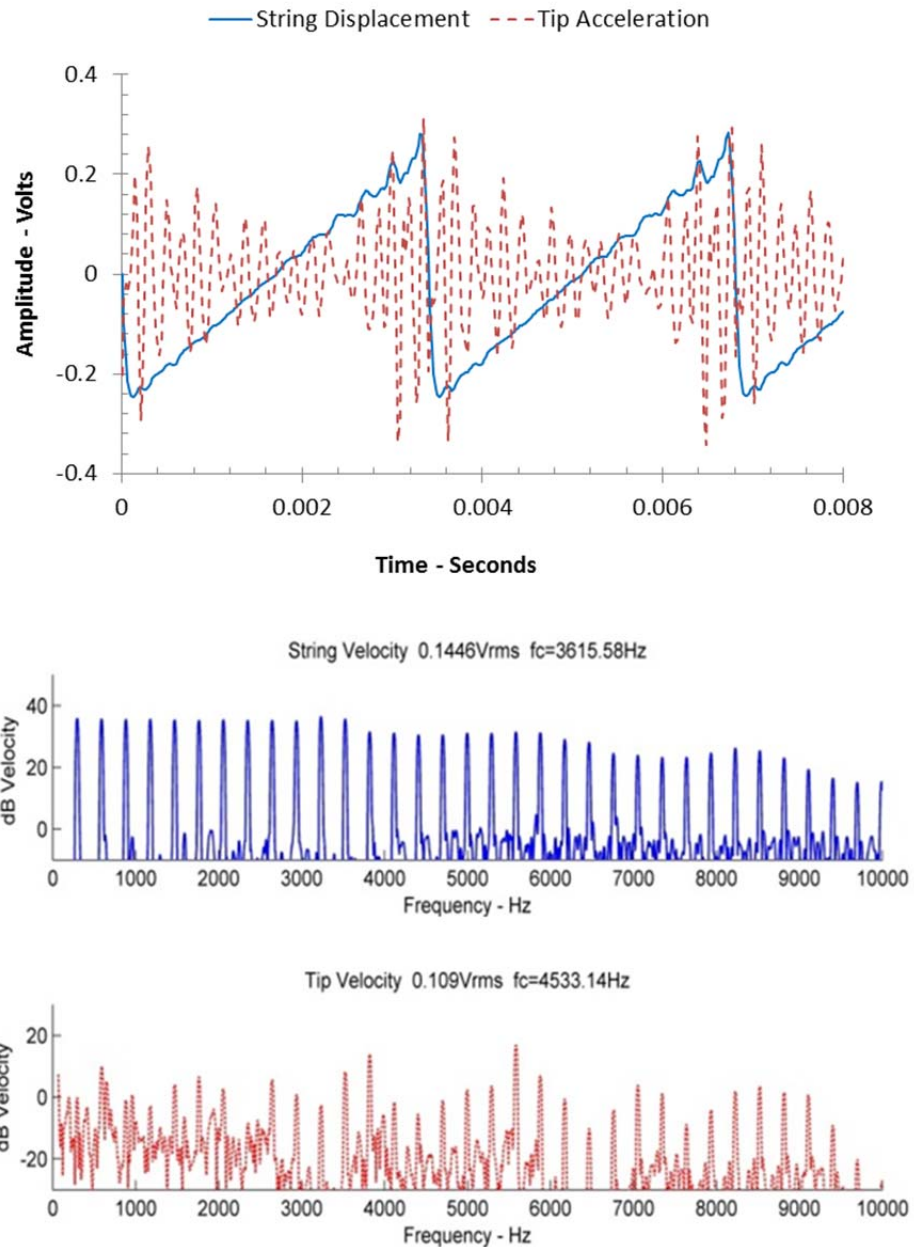 String Displacement Tip Acceleration
0.4
0.2
0
-0.2
-0.4
Amplitude - Volts
0 0.002 0.004 0.006 0.008
Time - Seconds
String Velocity 0.1446Vrms fc=3615.58Hz
40
20
0
dB Velocity
0 1000 2000 3000 4000 5000 6000 7000 8000 9000 10000
Frequency - Hz
Tip Velocity 0.109Vrms fc=4533.14Hz
20
0
-20
dB Velocity
0 1000 2000 3000 4000 5000 6000 7000 8000 9000 10000
Frequency - Hz